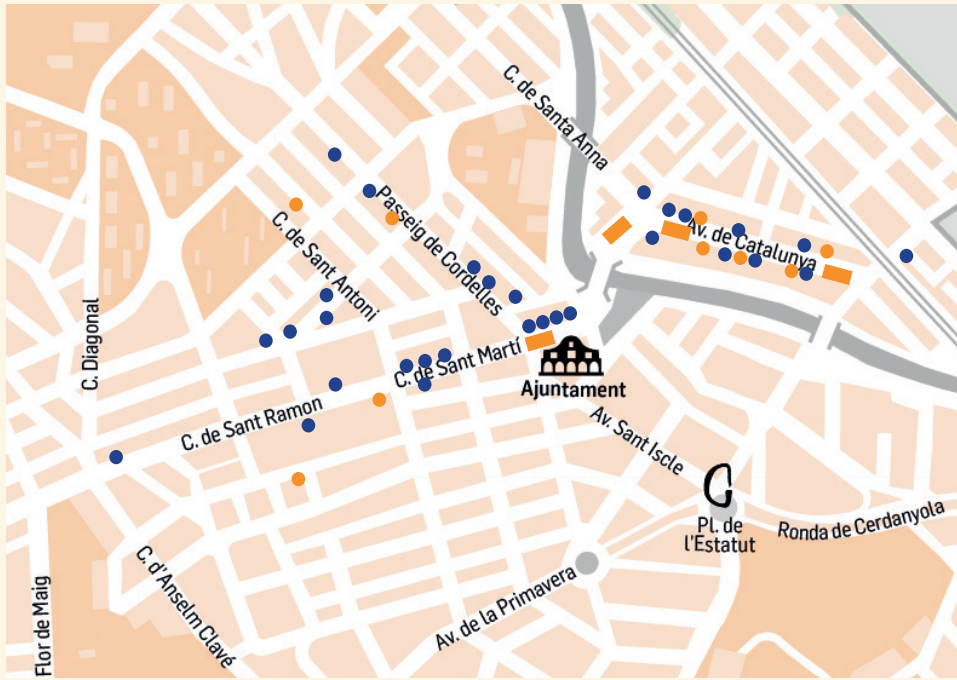 C. de Santa Anna
Passeig de Cordelles
Av. de Catalunya
C. de Sant Antoni
C. Diagonal
C. de Sant Martí
Ajuntament
C. de Sant Ramon
Av. Sant Iscle
Pl. de
l'Estatut
Ronda de Cerdanyola
C. d'Anselm Clavé
Av. de la Primavera
Flor de Maig